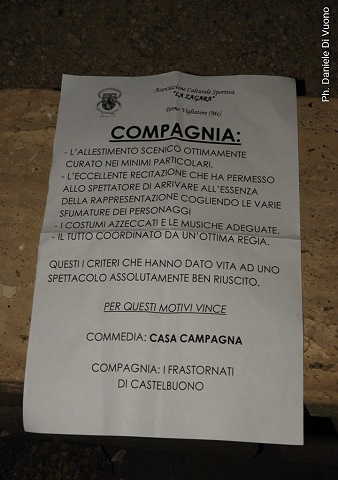 Associazione Culturale Sportiva
"LA ZAGARA"
Terme Vigliatore (Me)
COMPAGNIA:
- L'ALLESTIMENTO SCENICO OTTIMAMENTE
CURATO NEI MINIMI PARTICOLARI,
- L'ECCELLENTE RECITAZIONE CHE HA PERMESSO
ALLO SPETTATORE DI ARRIVARE ALL'ESSENZA
DELLA RAPPRESENTAZIONE COGLIENDO LE VARIE
SFUMATURE DEI PERSONAGGI
- I COSTUMI AZZECCATI E LE MUSICHE ADEGUATE,
- IL TUTTO COORDINATO DA UN'OTTIMA REGIA.
QUESTI I CRITERI CHE HANNO DATO VITA AD UNO
SPETTACOLO ASSOLUTAMENTE BEN RIUSCITO.
PER QUESTI MOTIVI VINCE
COMMEDIA: CASA CAMPAGNA
COMPAGNIA: I FRASTORNATI
DI CASTELBUONO
Ph. Daniele Di Vuono